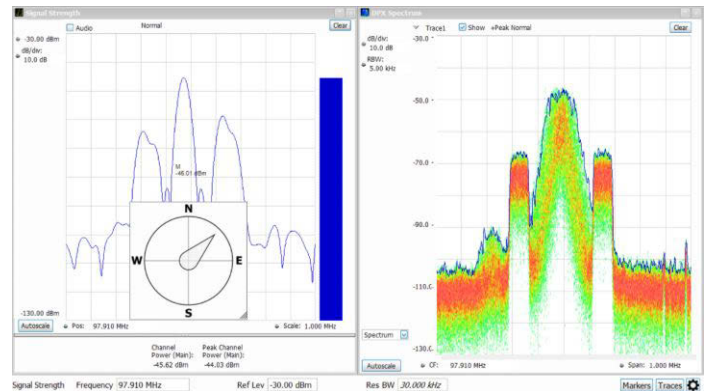 Signal Strength
Audio
Normal
Clear
-30.00 dBm
dB/div:
10.0 dB
M
-46.01 dBm
N
W
E
S
-130.00 dBm
Autoscale
Pos: 97.910 MHz
Scale: 1.000 MHz
Channel Power (Main):
-45.62 dBm
Peak Channel Power (Main):
-44.03 dBm
DPX Spectrum
Trace1
Show
+Peak Normal
Clear
dB/div:
10.0 dB
RBW:
5.00 kHz
-30.0
-50.0
-70.0
-90.0
-110.0
-130.0
Spectrum
Autoscale
CF: 97.910 MHz
Span: 1.000 MHz
Signal Strength
Frequency 97.910 MHz
Ref Lev -30.00 dBm
Res BW 30.000 kHz
Markers
Traces